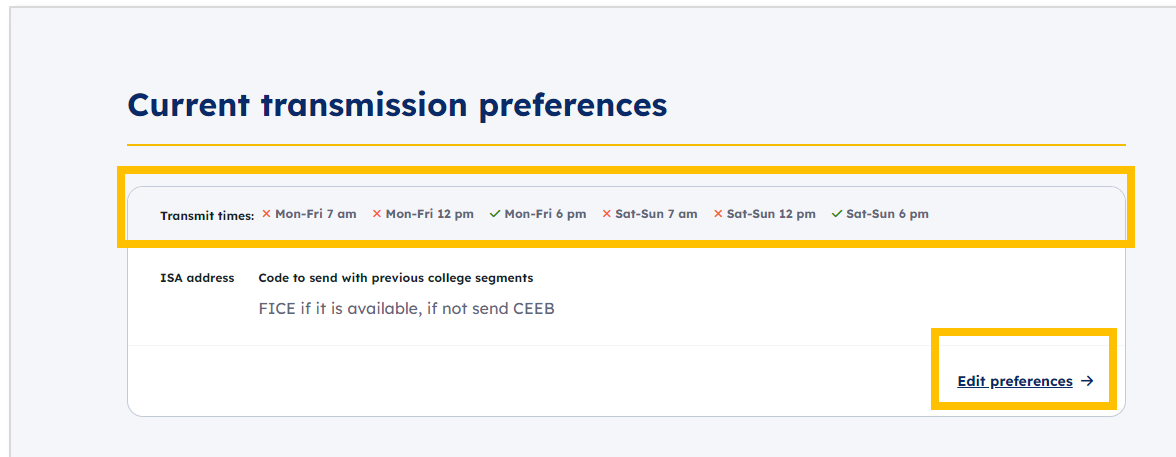 Current transmission preferences
Transmit times: ✕ Mon-Fri 7 am ✕ Mon-Fri 12 pm ✓ Mon-Fri 6 pm ✕ Sat-Sun 7 am ✕ Sat-Sun 12 pm ✓ Sat-Sun 6 pm
ISA address Code to send with previous college segments
FICE if it is available, if not send CEEB
Edit preferences →